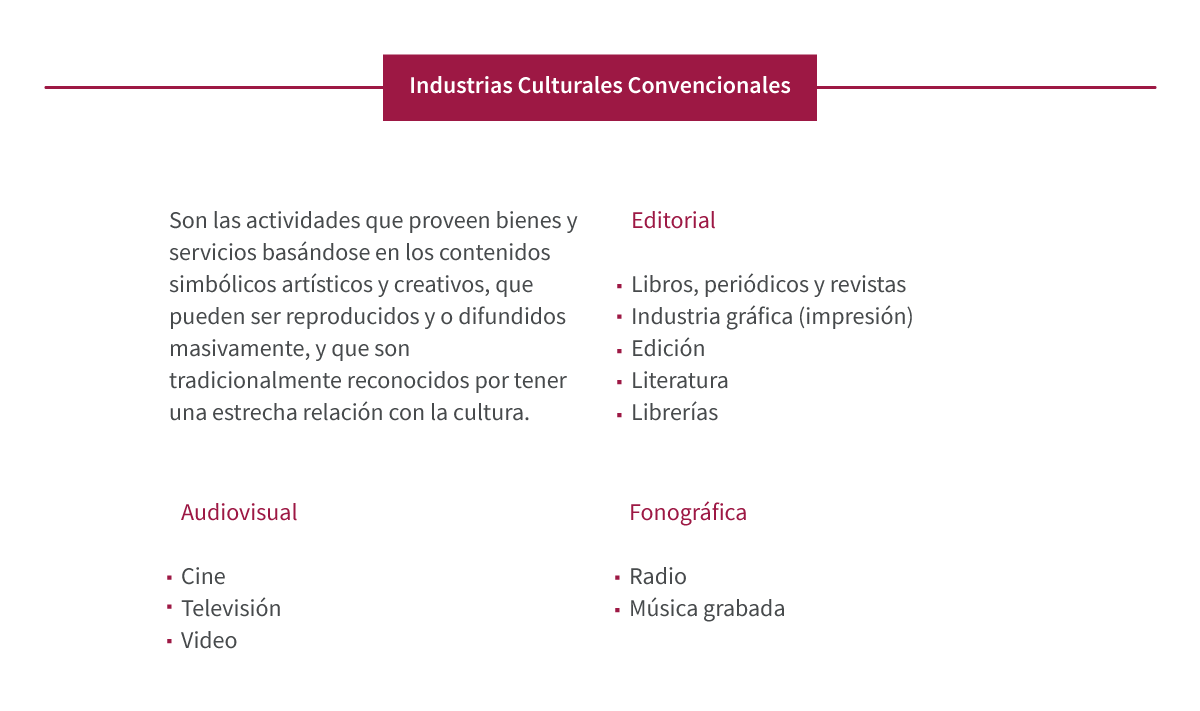 Industrias Culturales Convencionales
Son las actividades que proveen bienes y
servicios basándose en los contenidos
simbólicos artísticos y creativos, que
pueden ser reproducidos y o difundidos
masivamente, y que son
tradicionalmente reconocidos por tener
una estrecha relación con la cultura.
Editorial
▪ Libros, periódicos y revistas
▪ Industria gráfica (impresión)
▪ Edición
▪ Literatura
▪ Librerías
Audiovisual
▪ Cine
▪ Televisión
▪ Video
Fonográfica
▪ Radio
▪ Música grabada